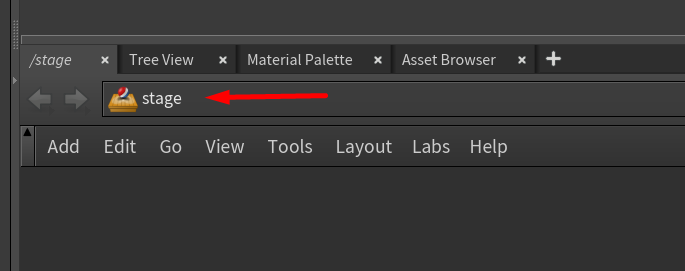 /stage × Tree View × Material Palette × Asset Browser × +
stage
Add Edit Go View Tools Layout Labs Help